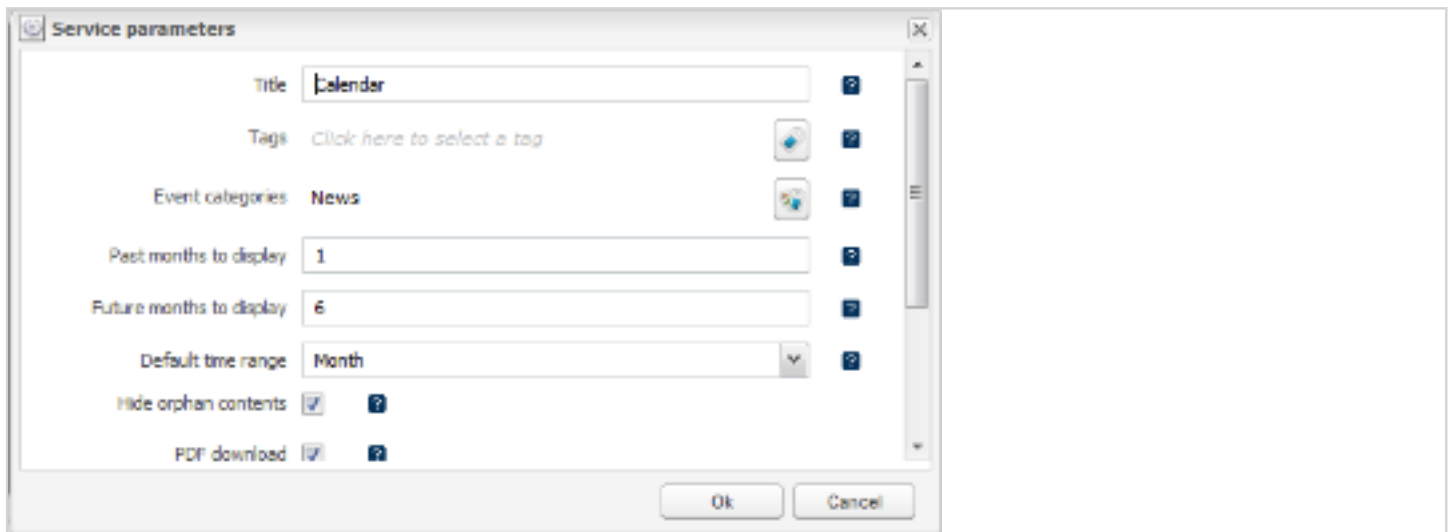 Service parameters
Title Calendar ?
Tags Click here to select a tag ?
Event categories News ?
Past months to display 1 ?
Future months to display 6 ?
Default time range Month ?
Hide orphan contents ?
PDF download ?
Ok Cancel